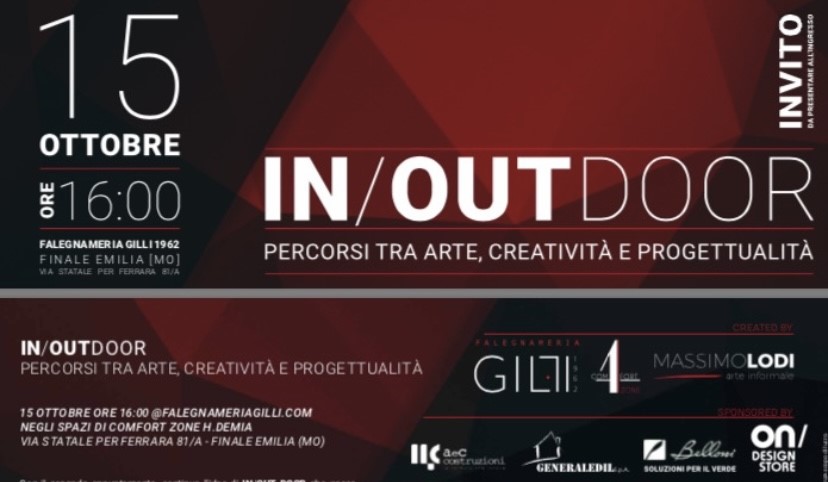 15
OTTOBRE
ORE 16:00
FALEGNAMERIA GILLI 1962
FINALE EMILIA [MO]
VIA STATALE PER FERRARA 81/A
INVITO
DA PRESENTARE ALL'INGRESSO
IN/OUTDOOR
PERCORSI TRA ARTE, CREATIVITÀ E PROGETTUALITÀ
IN/OUTDOOR
PERCORSI TRA ARTE, CREATIVITÀ E PROGETTUALITÀ
15 OTTOBRE ORE 16:00 @FALEGNAMERIAGILLI.COM
NEGLI SPAZI DI COMFORT ZONE H.DEMIA
VIA STATALE PER FERRARA 81/A - FINALE EMILIA (MO)
CREATED BY
FALEGNAMERIA
GILLI 1962
MASSIMOLODI
arte informale
SPONSORED BY
aec
costruzioni
GENERALEDIL s.p.a.
Belloni
SOLUZIONI PER IL VERDE
ON/
DESIGN
STORE